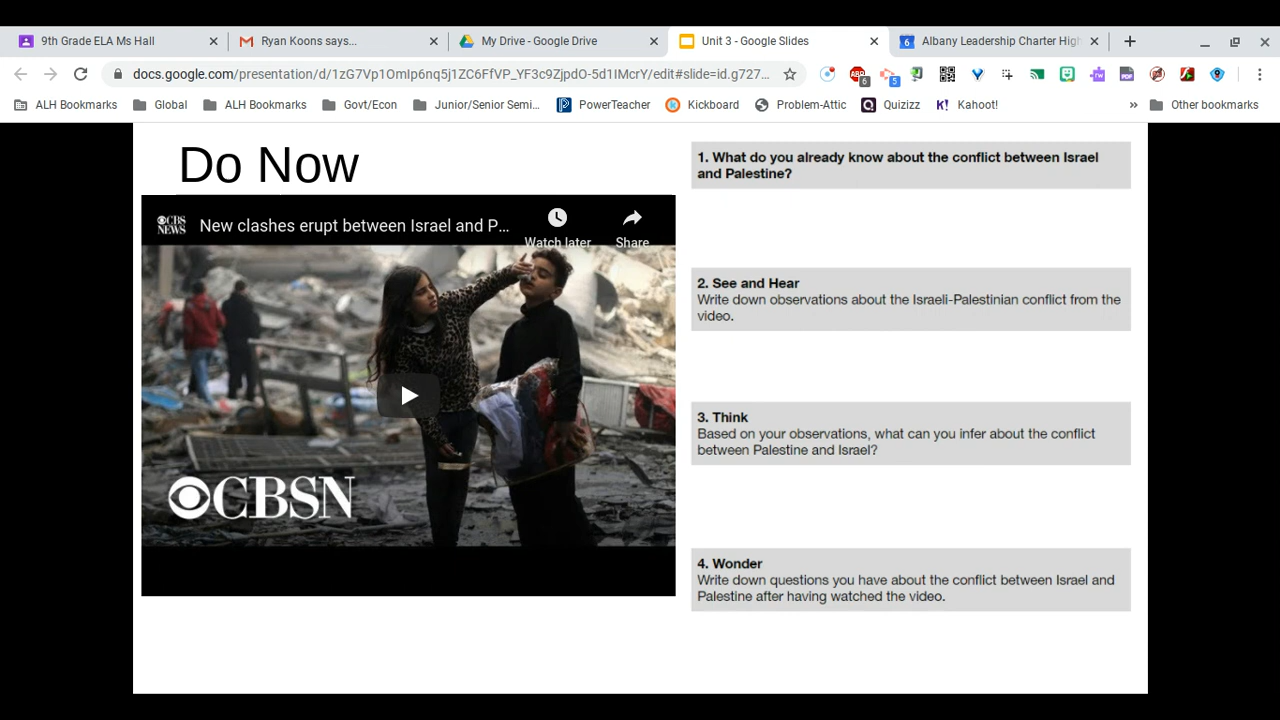 9th Grade ELA Ms Hall
Ryan Koons says...
My Drive - Google Drive
Unit 3 - Google Slides
Albany Leadership Charter High
docs.google.com/presentation/d/
ALH Bookmarks
Global
ALH Bookmarks
Govt/Econ
Junior/Senior Semi...
PowerTeacher
Kickboard
Problem-Attic
Quizizz
K! Kahoot!
»
Other bookmarks
Do Now
CBS NEWS
New clashes erupt between Israel and P...
Watch later
Share
CBSN
1. What do you already know about the conflict between Israel
and Palestine?
2. See and Hear
Write down observations about the Israeli-Palestinian conflict from the
video.
3. Think
Based on your observations, what can you infer about the conflict
between Palestine and Israel?
4. Wonder
Write down questions you have about the conflict between Israel and
Palestine after having watched the video.